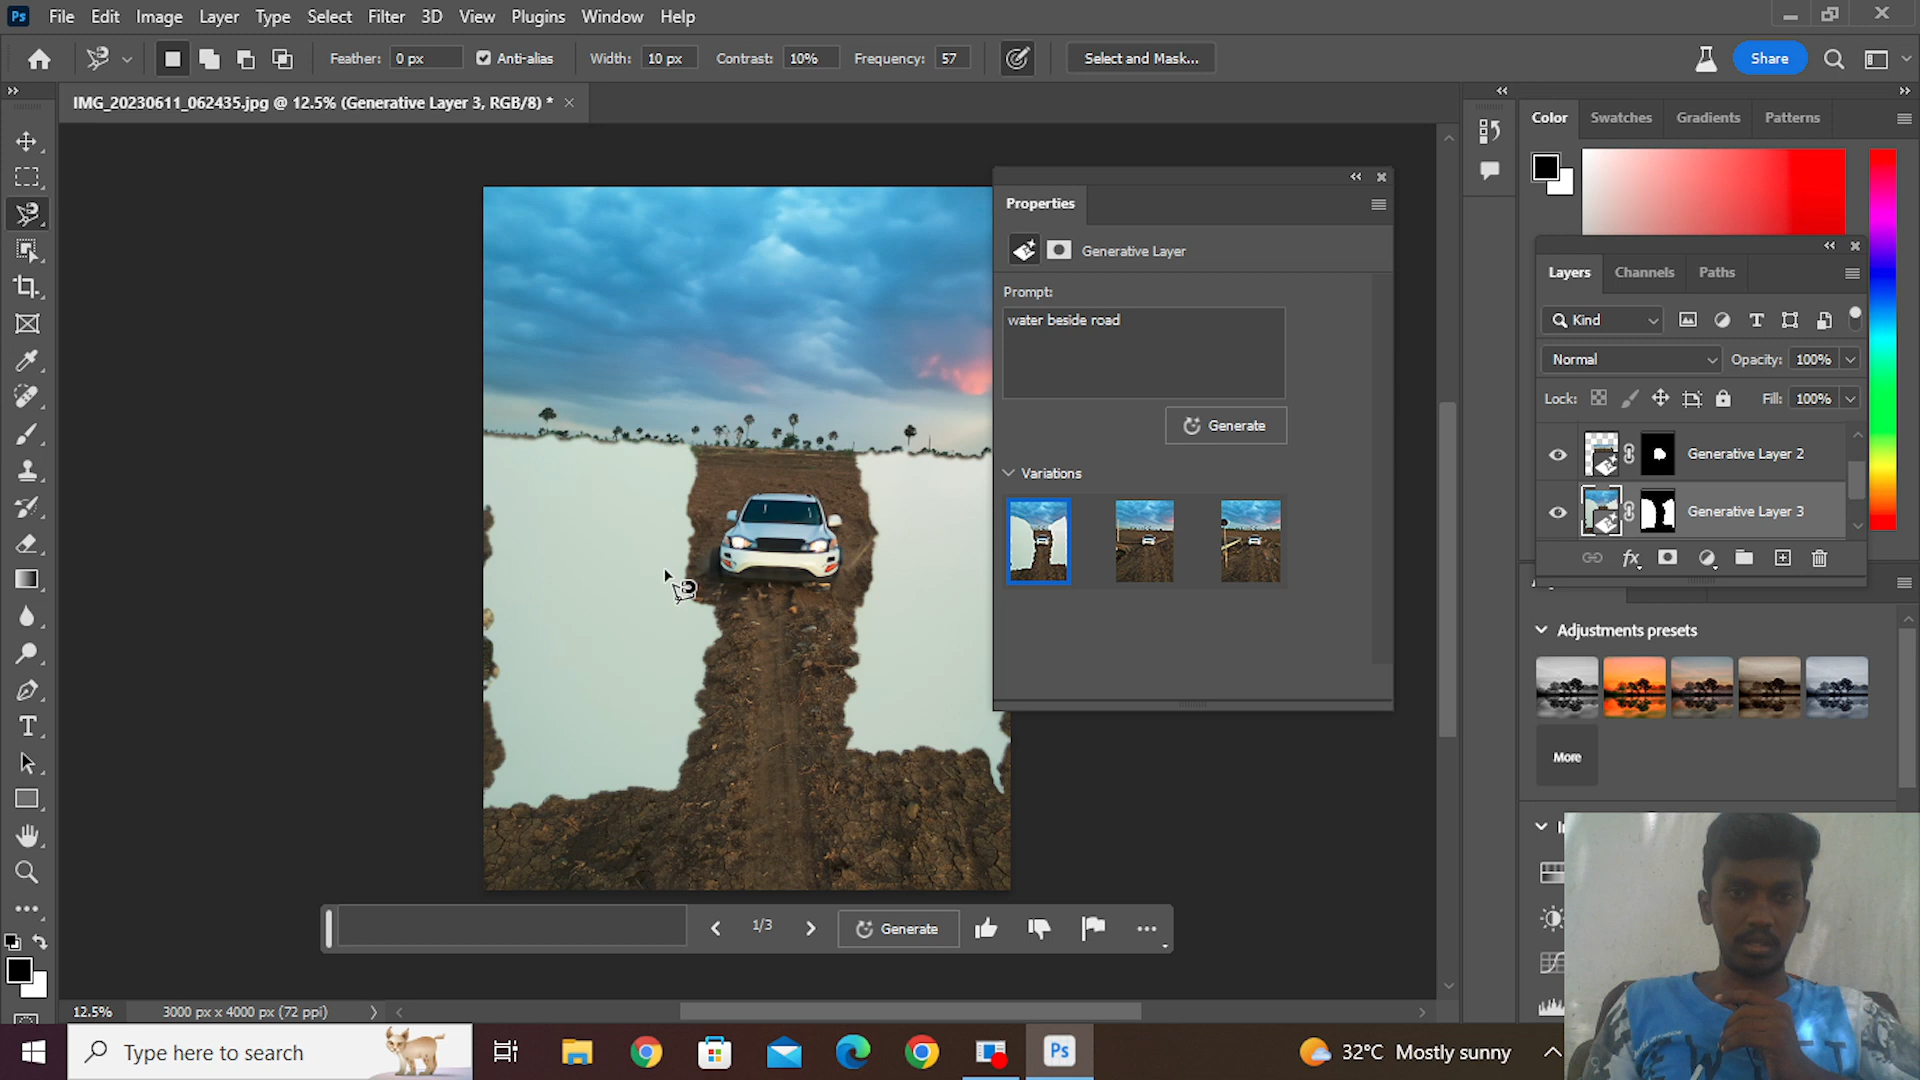 Ps File Edit Image Layer Type Select Filter 3D View Plugins Window Help
Feather: 0 px Anti-alias Width: 10 px Contrast: 10% Frequency: 57 Select and Mask... Share
IMG_20230611_062435.jpg @ 12.5% (Generative Layer 3, RGB/8) *
Color Swatches Gradients Patterns
Properties
Generative Layer
Prompt:
water beside road
Generate
Variations
Layers Channels Paths
Kind
Normal Opacity: 100%
Lock: Fill: 100%
Generative Layer 2
Generative Layer 3
Adjustments presets
More
1/3 Generate
12.5% 3000 px x 4000 px (72 ppi)
Type here to search
Ps
32°C Mostly sunny